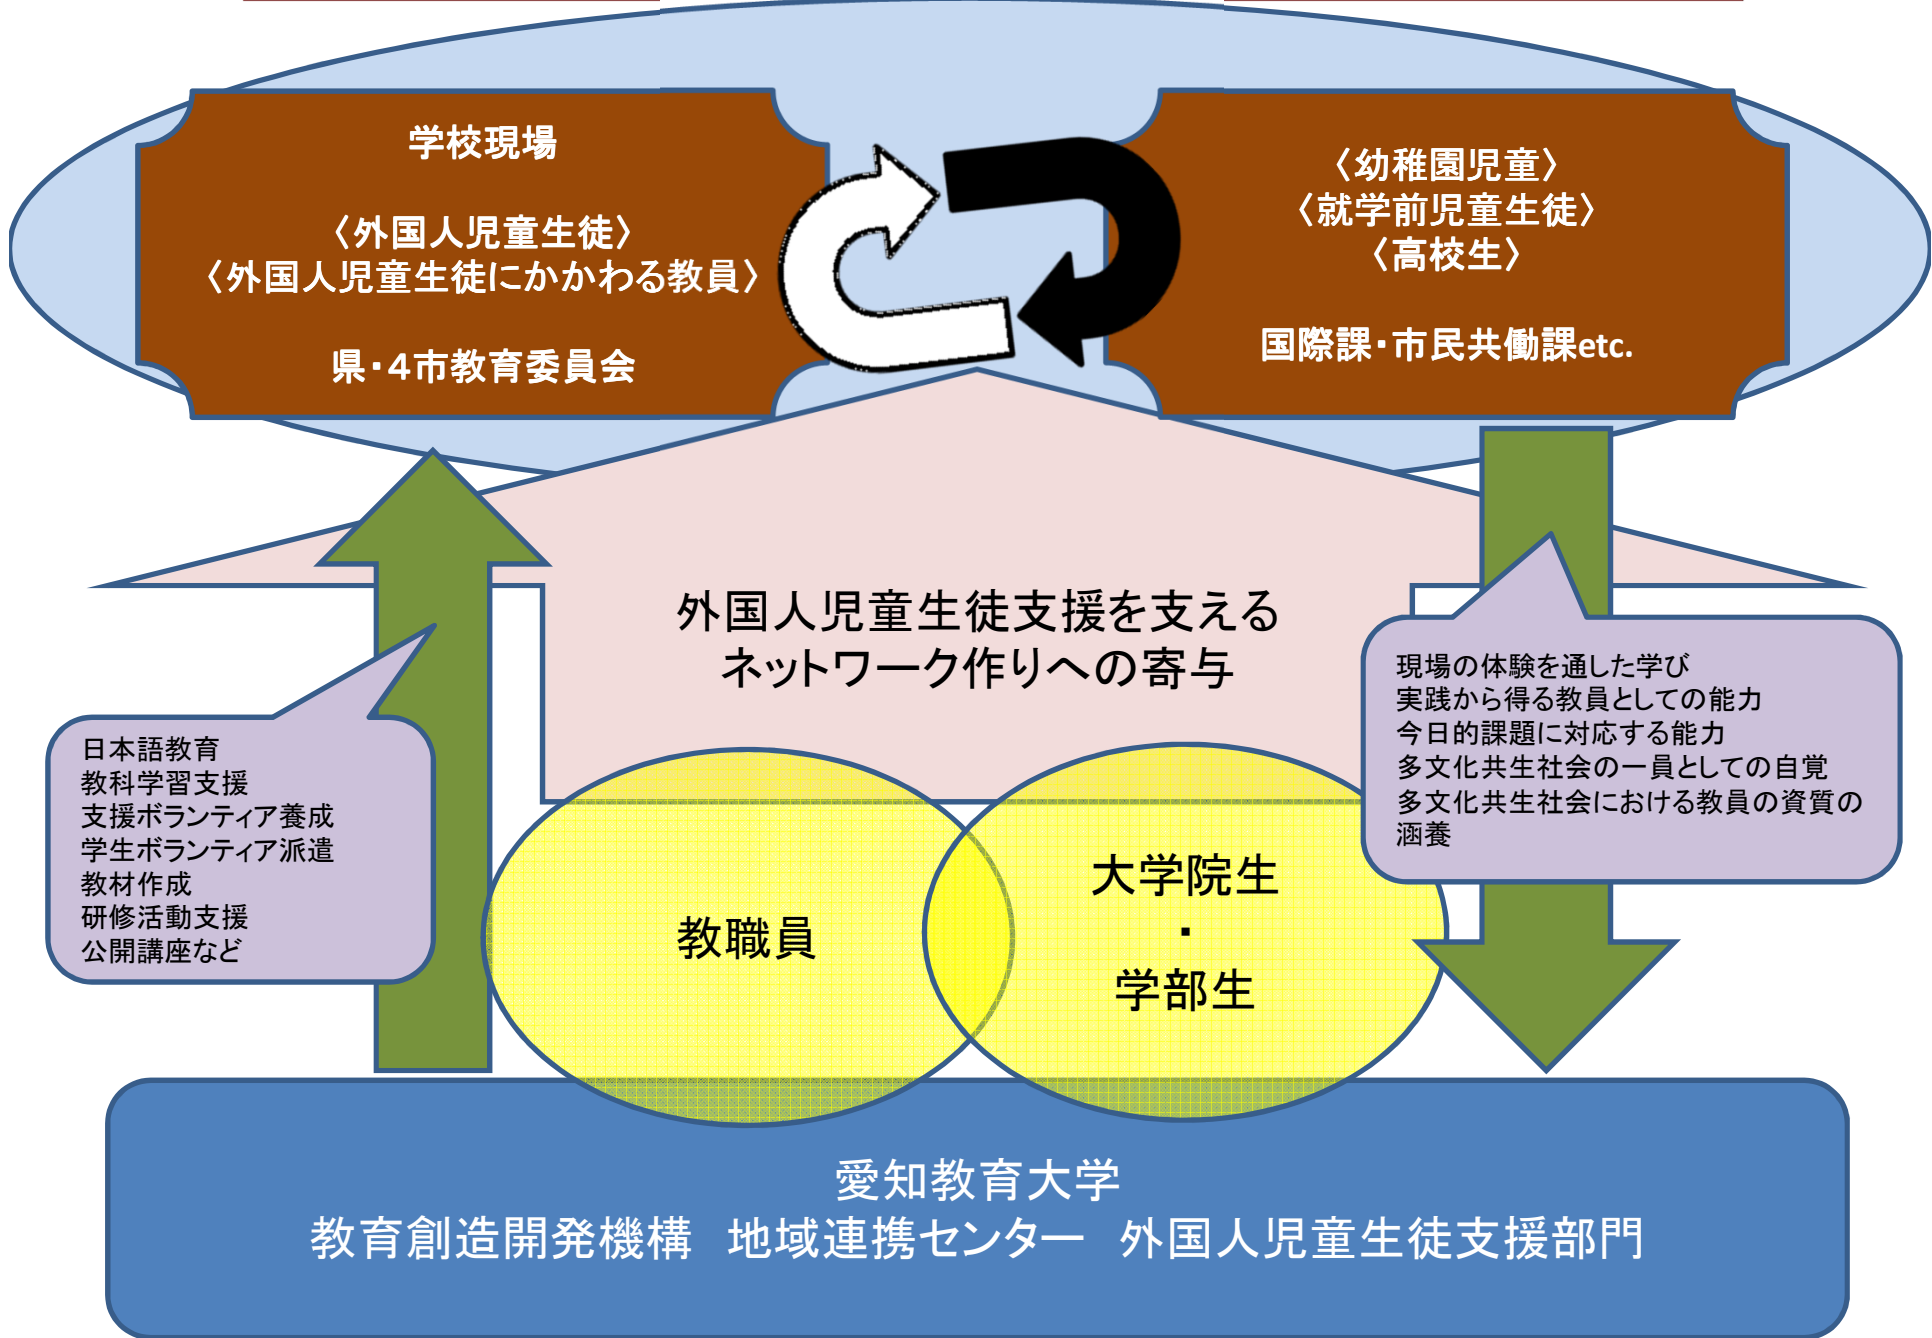 学校現場
〈外国人児童生徒〉
〈外国人児童生徒にかかわる教員〉
県・4市教育委員会
〈幼稚園児童〉
〈就学前児童生徒〉
〈高校生〉
国際課・市民共働課etc.
外国人児童生徒支援を支える
ネットワーク作りへの寄与
日本語教育
教科学習支援
支援ボランティア養成
学生ボランティア派遣
教材作成
研修活動支援
公開講座など
現場の体験を通した学び
実践から得る教員としての能力
今日的課題に対応する能力
多文化共生社会の一員としての自覚
多文化共生社会における教員の資質の
涵養
教職員
大学院生
・
学部生
愛知教育大学
教育創造開発機構　地域連携センター　外国人児童生徒支援部門